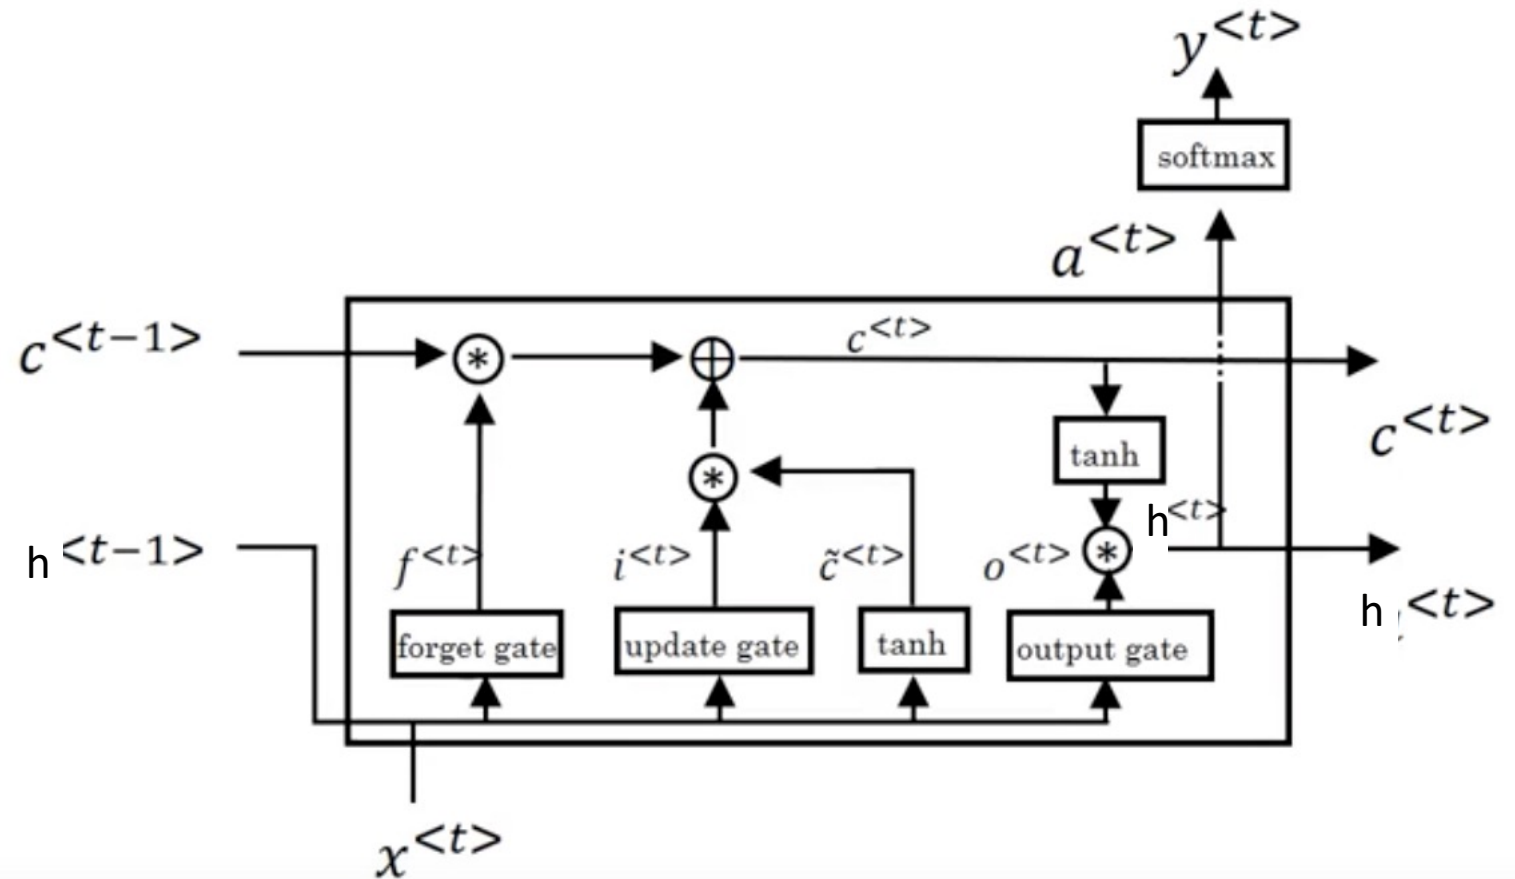 y<t>
softmax
a<t>
c<t-1>
c<t>
c<t>
tanh
h<t>
h<t-1>
f<t>
i<t>
c̃<t>
o<t>
h<t>
forget gate
update gate
tanh
output gate
x<t>